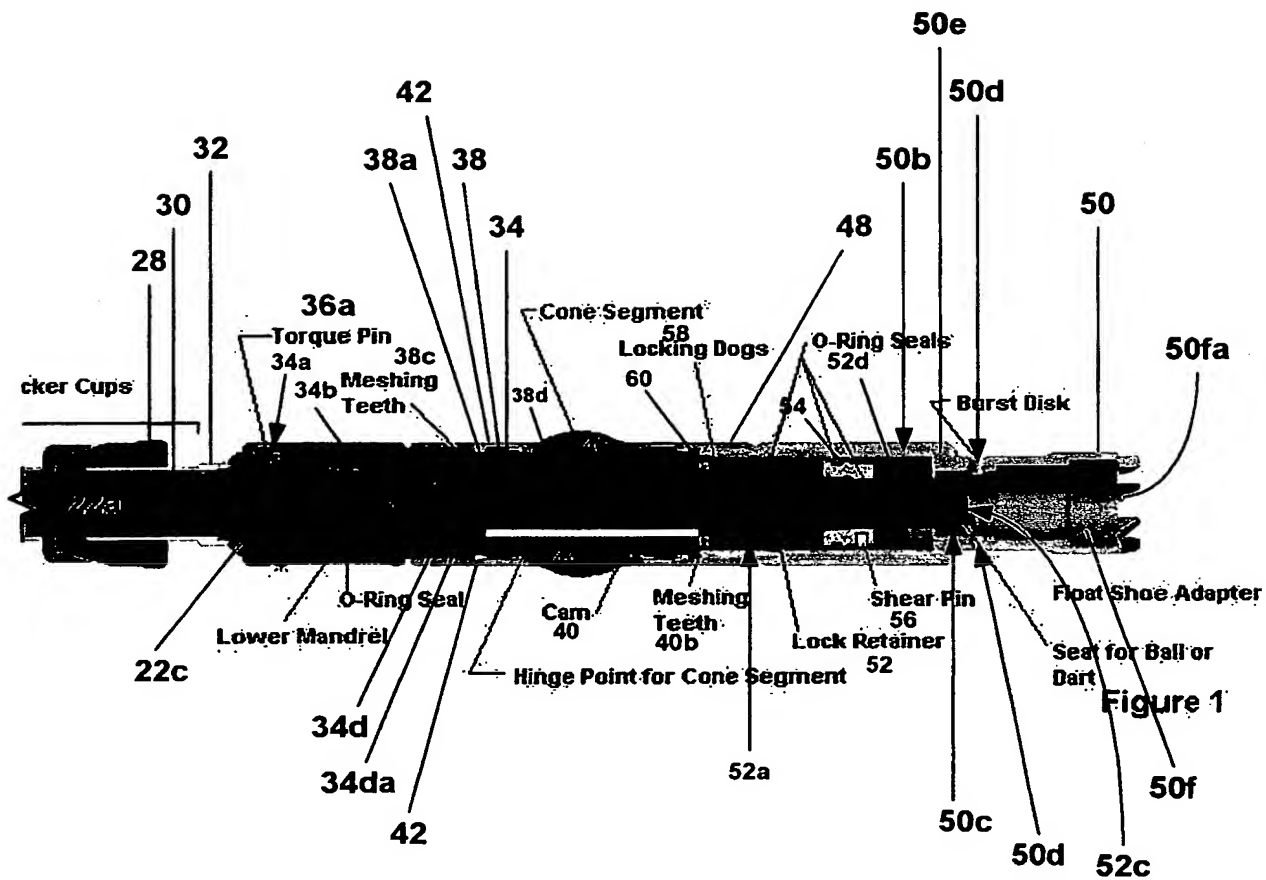 50e
42
50d
32
38a 38
50b
30
34
48
50
28
36a
Cone Segment
58
Torque Pin
34a
38c
Locking Dogs
O-Ring Seals
52d
50fa
cker Cups
34b
Meshing
Teeth
38d
60
54
Burst Disk
22a
O-Ring Seal
Cam
40
Meshing
Teeth
40b
Shear Pin
56
Float Shoe Adapter
Lower Mandrel
Lock Retainer
52
22c
Hinge Point for Cone Segment
Seat for Ball or
Dart
Figure 1
34d
34da
52a
50f
42
50c
50d
52c